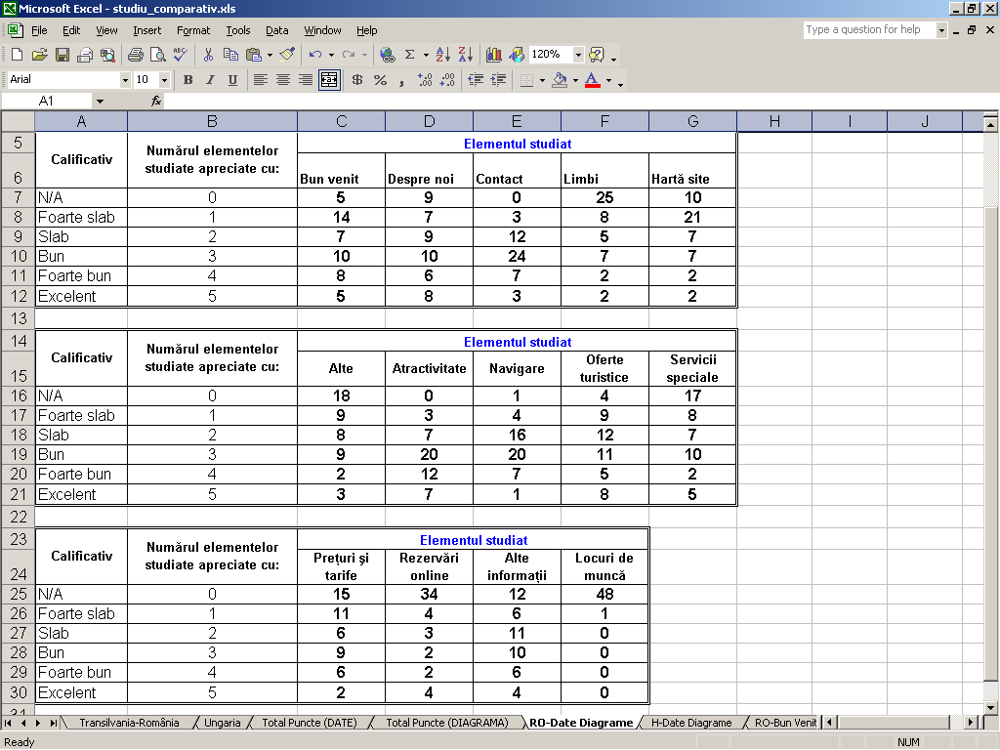 Microsoft Excel - studiu_comparativ.xls
File Edit View Insert Format Tools Data Window Help Type a question for help
Σ 120%
Arial 10 B I U $ % ,
A1 fx
A B C D E F G H I J
5 Calificativ Numărul elementelor studiate apreciate cu: Elementul studiat
6 Bun venit Despre noi Contact Limbi Hartă site
7 N/A 0 5 9 0 25 10
8 Foarte slab 1 14 7 3 8 21
9 Slab 2 7 9 12 5 7
10 Bun 3 10 10 24 7 7
11 Foarte bun 4 8 6 7 2 2
12 Excelent 5 5 8 3 2 2
13
14 Calificativ Numărul elementelor studiate apreciate cu: Elementul studiat
15 Alte Atractivitate Navigare Oferte turistice Servicii speciale
16 N/A 0 18 0 1 4 17
17 Foarte slab 1 9 3 4 9 8
18 Slab 2 8 7 16 12 7
19 Bun 3 9 20 20 11 10
20 Foarte bun 4 2 12 7 5 2
21 Excelent 5 3 7 1 8 5
22
23 Calificativ Numărul elementelor studiate apreciate cu: Elementul studiat
24 Preţuri şi tarife Rezervări online Alte informaţii Locuri de muncă
25 N/A 0 15 34 12 48
26 Foarte slab 1 11 4 6 1
27 Slab 2 6 3 11 0
28 Bun 3 9 2 10 0
29 Foarte bun 4 6 2 6 0
30 Excelent 5 2 4 4 0
31
Transilvania-România Ungaria Total Puncte (DATE) Total Puncte (DIAGRAMA) RO-Date Diagrame H-Date Diagrame RO-Bun Venit
Ready NUM